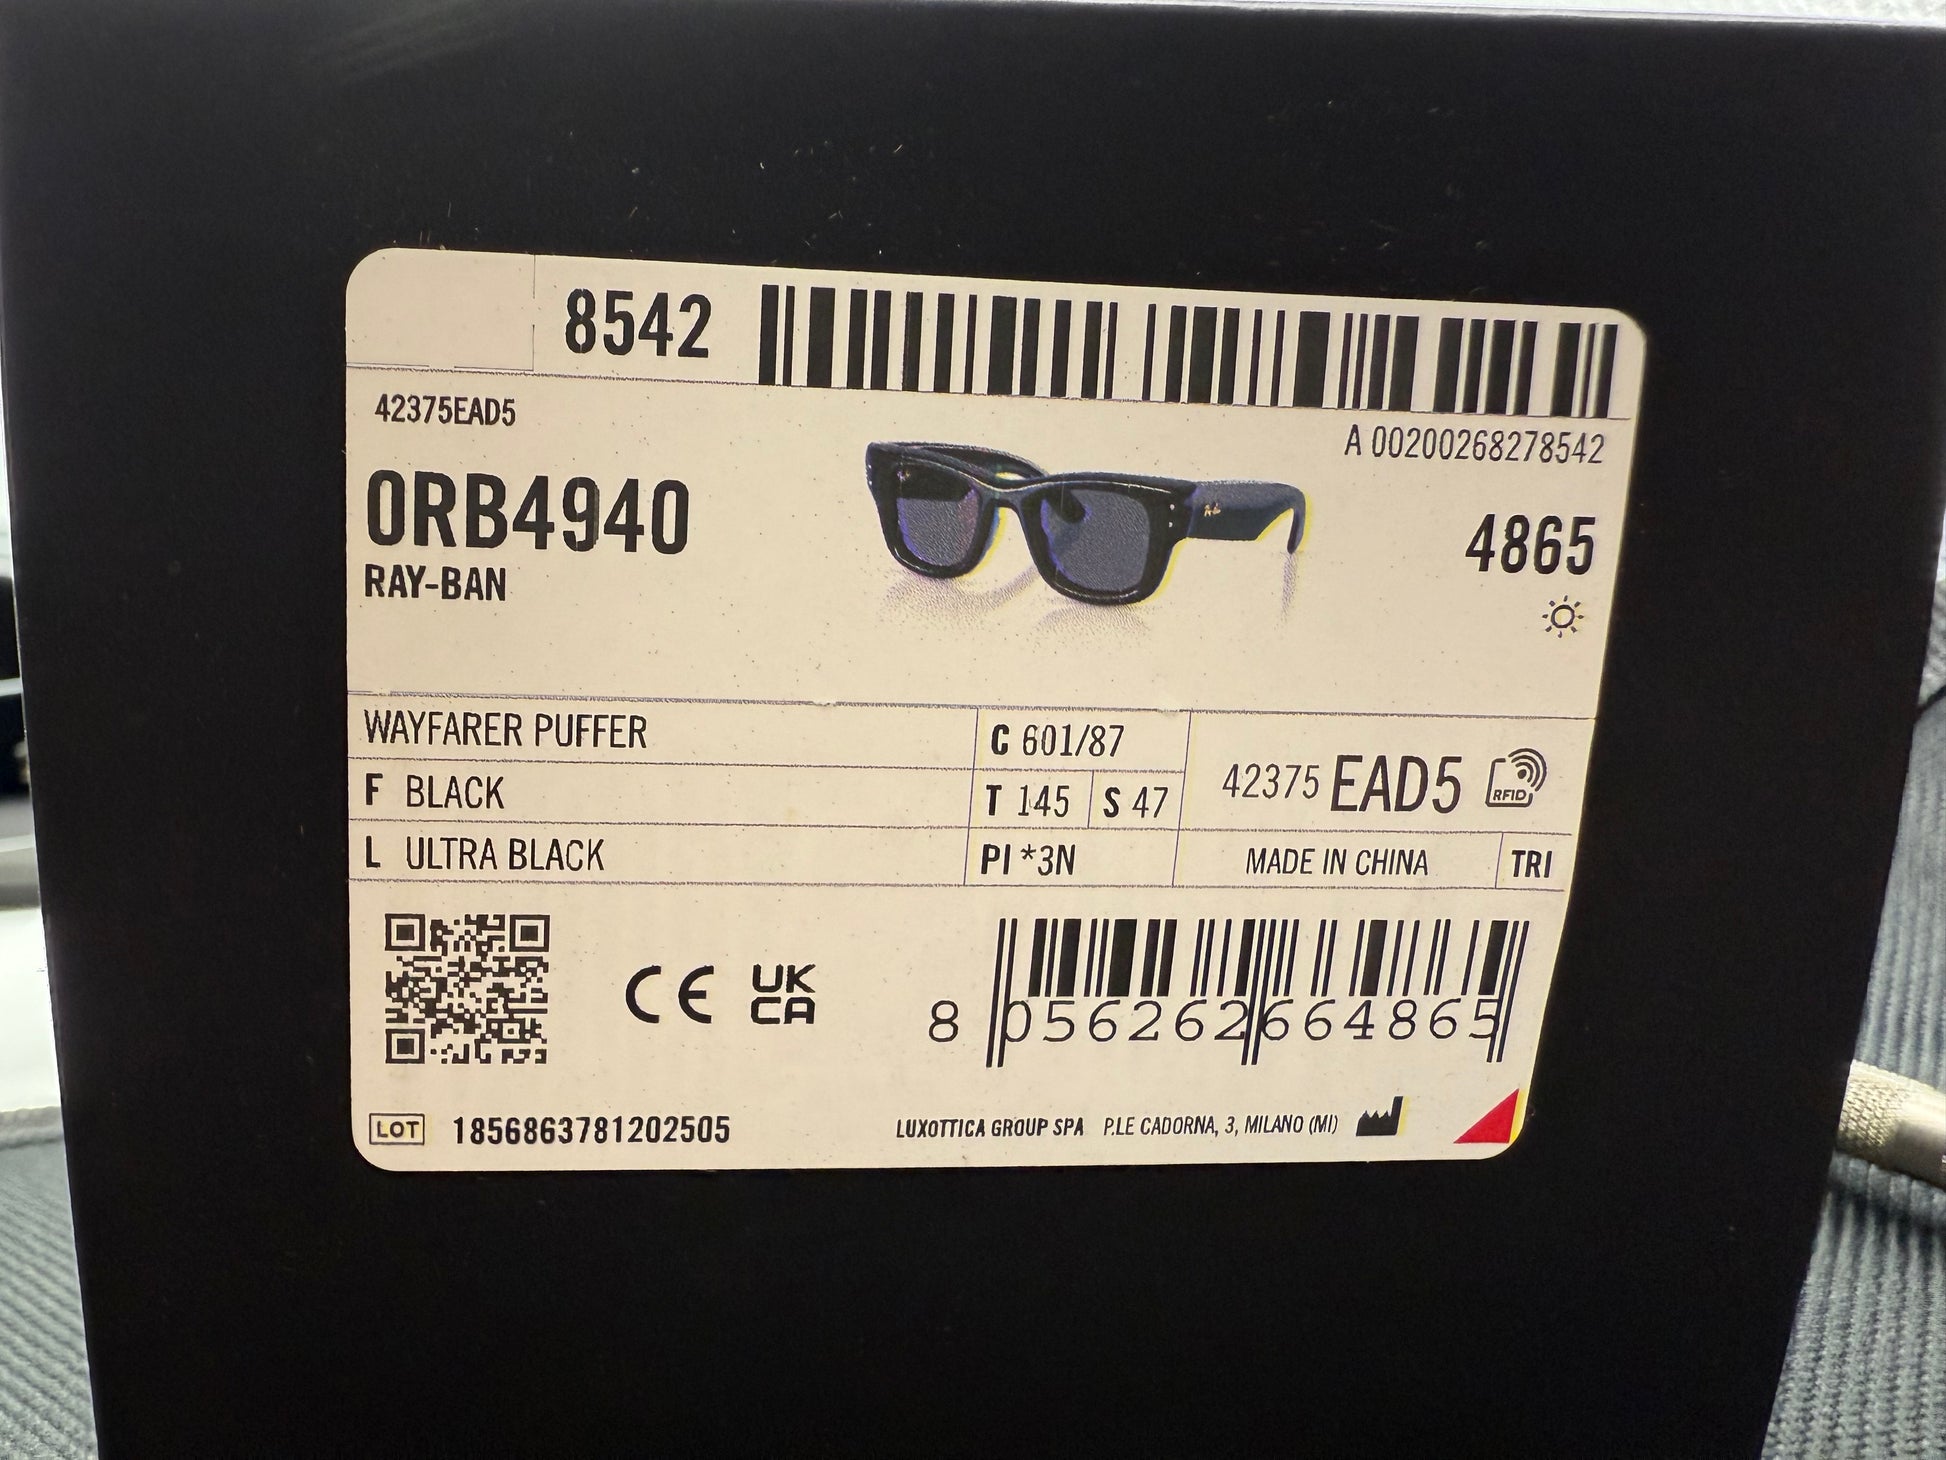 8542
A 00200268278542
42375EAD5
0RB4940
RAY-BAN
Ray-Ban
4865
WAYFARER PUFFER
C 601/87
F BLACK
T 145
S 47
42375 EAD5
RFID
L ULTRA BLACK
PI *3N
MADE IN CHINA
TRI
CE
UK
CA
8 056262 664865
LOT 1856863781202505
LUXOTTICA GROUP SPA P.LE CADORNA, 3, MILANO (MI)